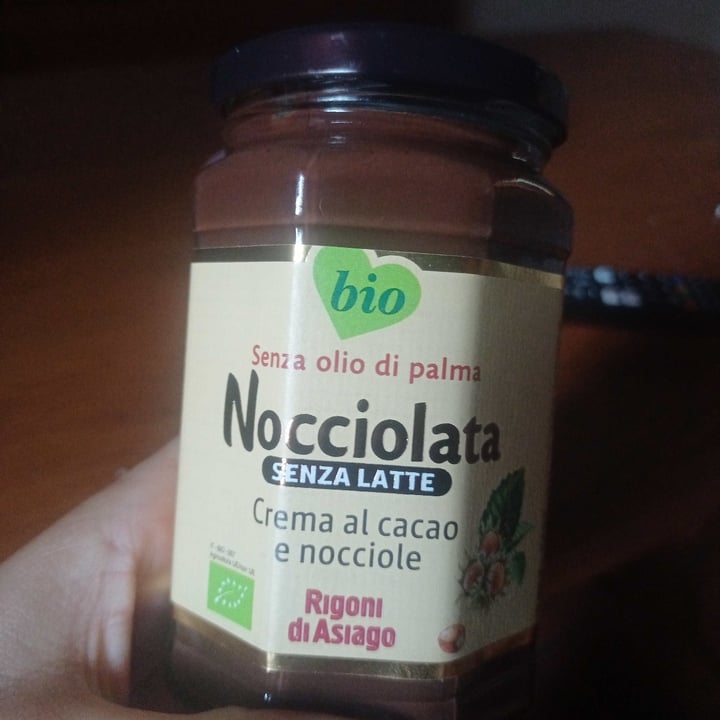 bio
Senza olio di palma
Nocciolata
SENZA LATTE
Crema al cacao
e nocciole
Rigoni
di Asiago